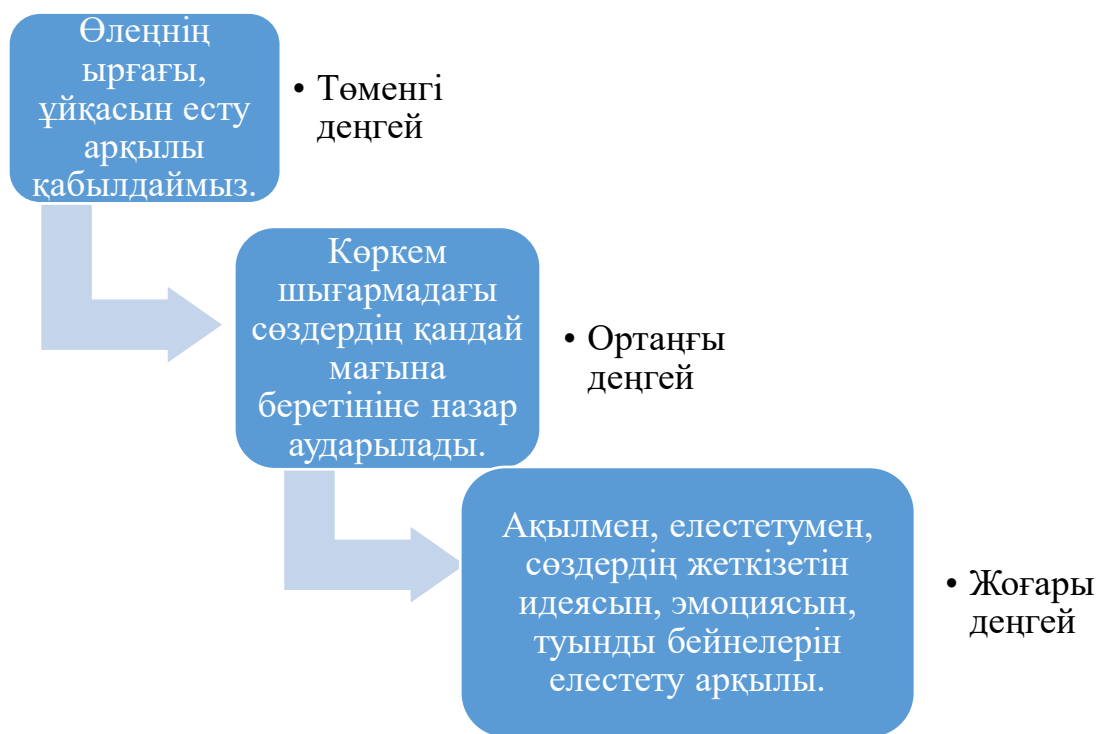 Өлеңнің
ырғағы,
ұйқасын есту
арқылы
қабылдаймыз.
• Төменгі
деңгей
Көркем
шығармадағы
сөздердің қандай
мағына
беретініне назар
аударылады.
• Ортаңғы
деңгей
Ақылмен, елестетумен,
сөздердің жеткізетін
идеясын, эмоциясын,
туынды бейнелерін
елестету арқылы.
• Жоғары
деңгей